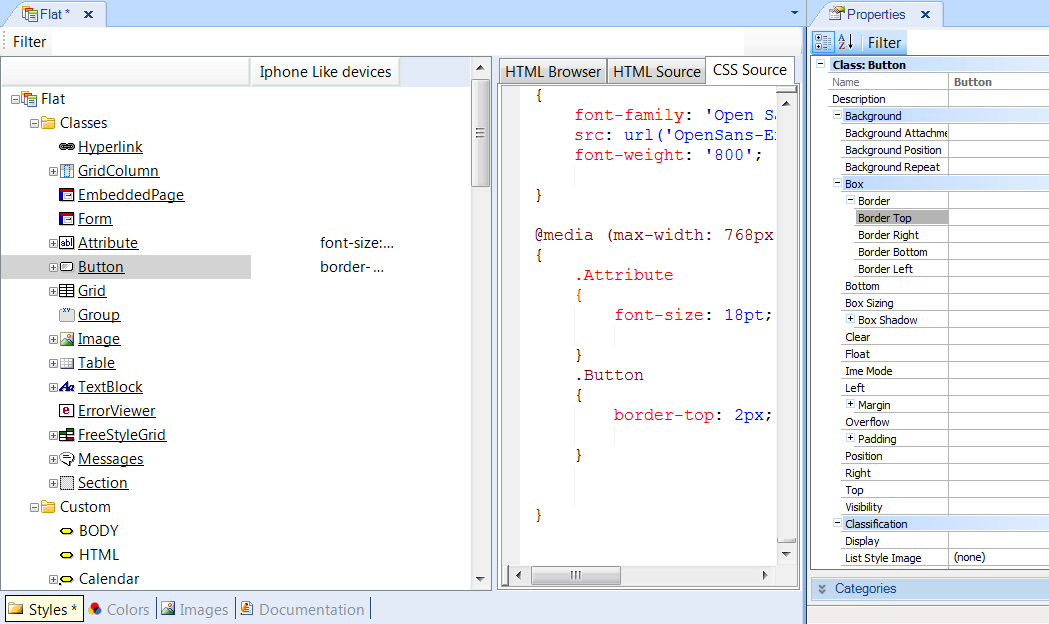 Flat *
Filter
Iphone Like devices
Flat
Classes
Hyperlink
GridColumn
EmbeddedPage
Form
Attribute font-size:...
Button border- ...
Grid
Group
Image
Table
TextBlock
ErrorViewer
FreeStyleGrid
Messages
Section
Custom
BODY
HTML
Calendar
Styles * Colors Images Documentation
HTML Browser HTML Source CSS Source
{
font-family: 'Open Sa
src: url('OpenSans-Ex
font-weight: '800';
}
@media (max-width: 768px
{
.Attribute
{
font-size: 18pt;
}
.Button
{
border-top: 2px;
}
}
Properties
Filter
Class: Button
Name Button
Description
Background
Background Attachme
Background Position
Background Repeat
Box
Border
Border Top
Border Right
Border Bottom
Border Left
Bottom
Box Sizing
Box Shadow
Clear
Float
Ime Mode
Left
Margin
Overflow
Padding
Position
Right
Top
Visibility
Classification
Display
List Style Image (none)
Categories